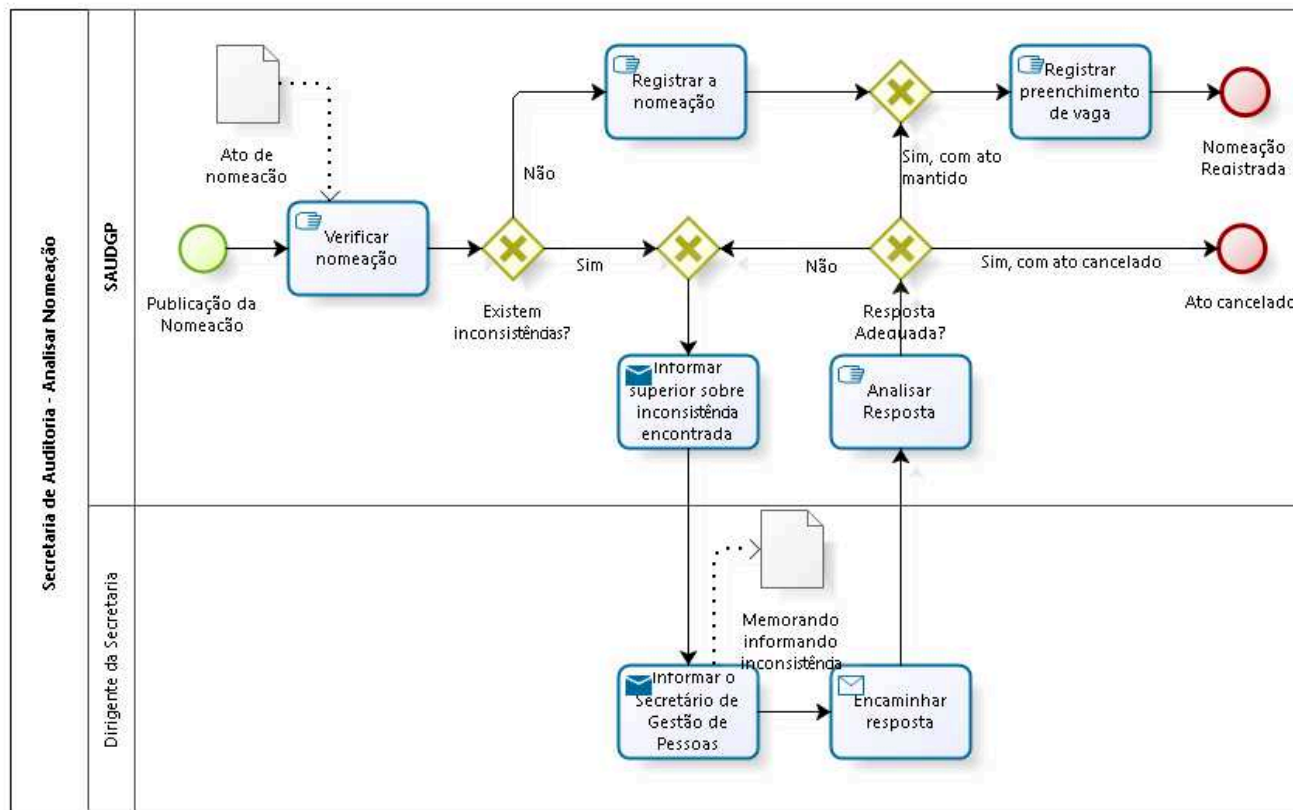 Secretaria de Auditoria - Analisar Nomeação
SAUDGP
Ato de
nomeacão
Publicação da
Nomeacão
Verificar
nomeação
Existem
inconsistências?
Não
Sim
Registrar a
nomeação
Sim, com ato
mantido
Registrar
preenchimento
de vaga
Nomeação
Registrada
Não
Sim, com ato cancelado
Ato cancelado
Resposta
Adequada?
Informar
superior sobre
inconsistência
encontrada
Analisar
Resposta
Dirigente da Secretaria
Memorando
informando
inconsistência
Informar o
Secretário de
Gestão de
Pessoas
Encaminhar
resposta